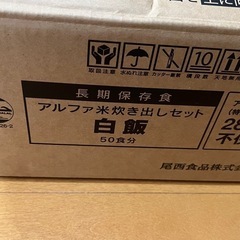 取扱注意 水ぬれ注意 カッター厳禁 10
長期保存食
アルファ米炊き出しセット
白飯
50食分
28
尾西食品株式